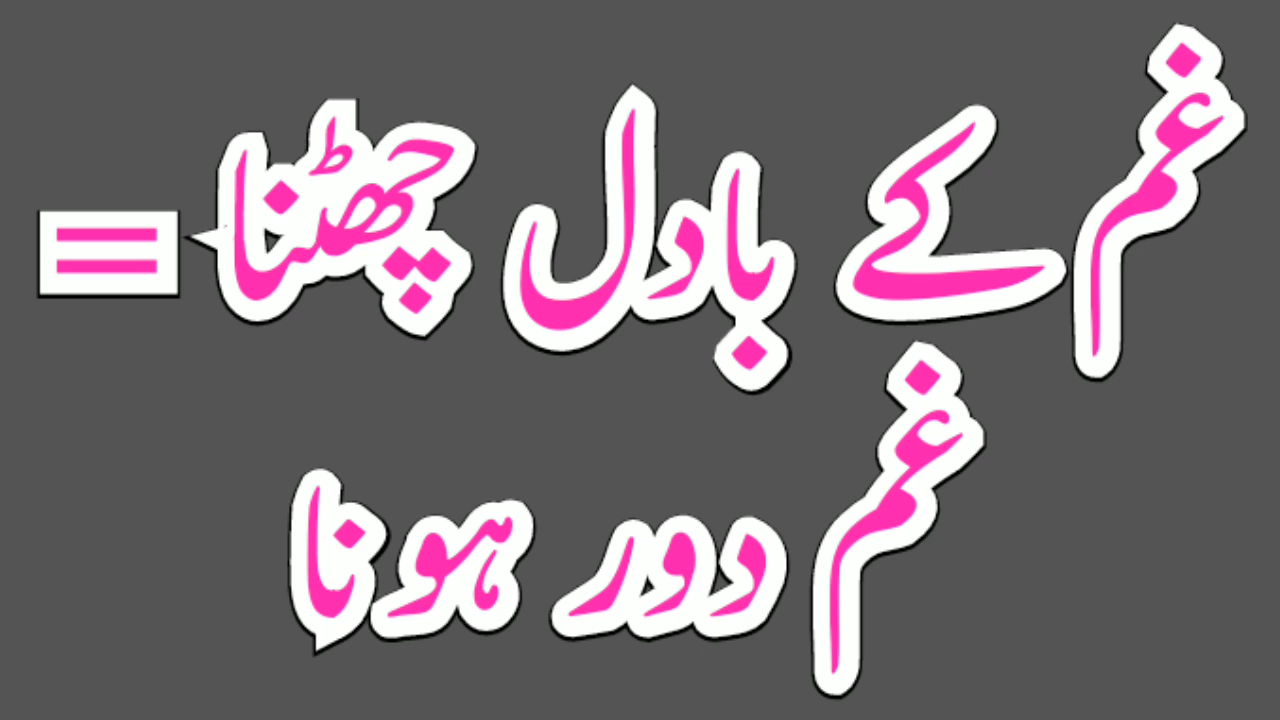 غم کے بادل چھٹنا =
غم دور ہونا